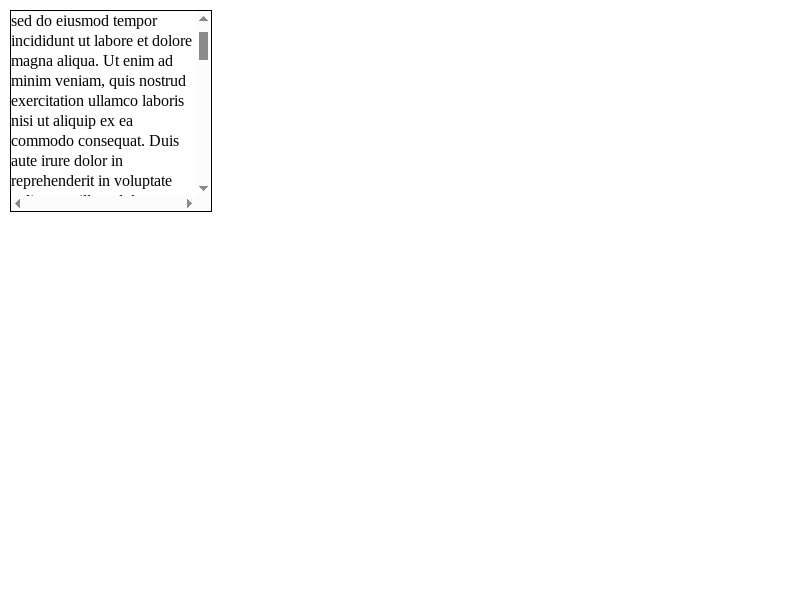 sed do eiusmod tempor
incididunt ut labore et dolore
magna aliqua. Ut enim ad
minim veniam, quis nostrud
exercitation ullamco laboris
nisi ut aliquip ex ea
commodo consequat. Duis
aute irure dolor in
reprehenderit in voluptate